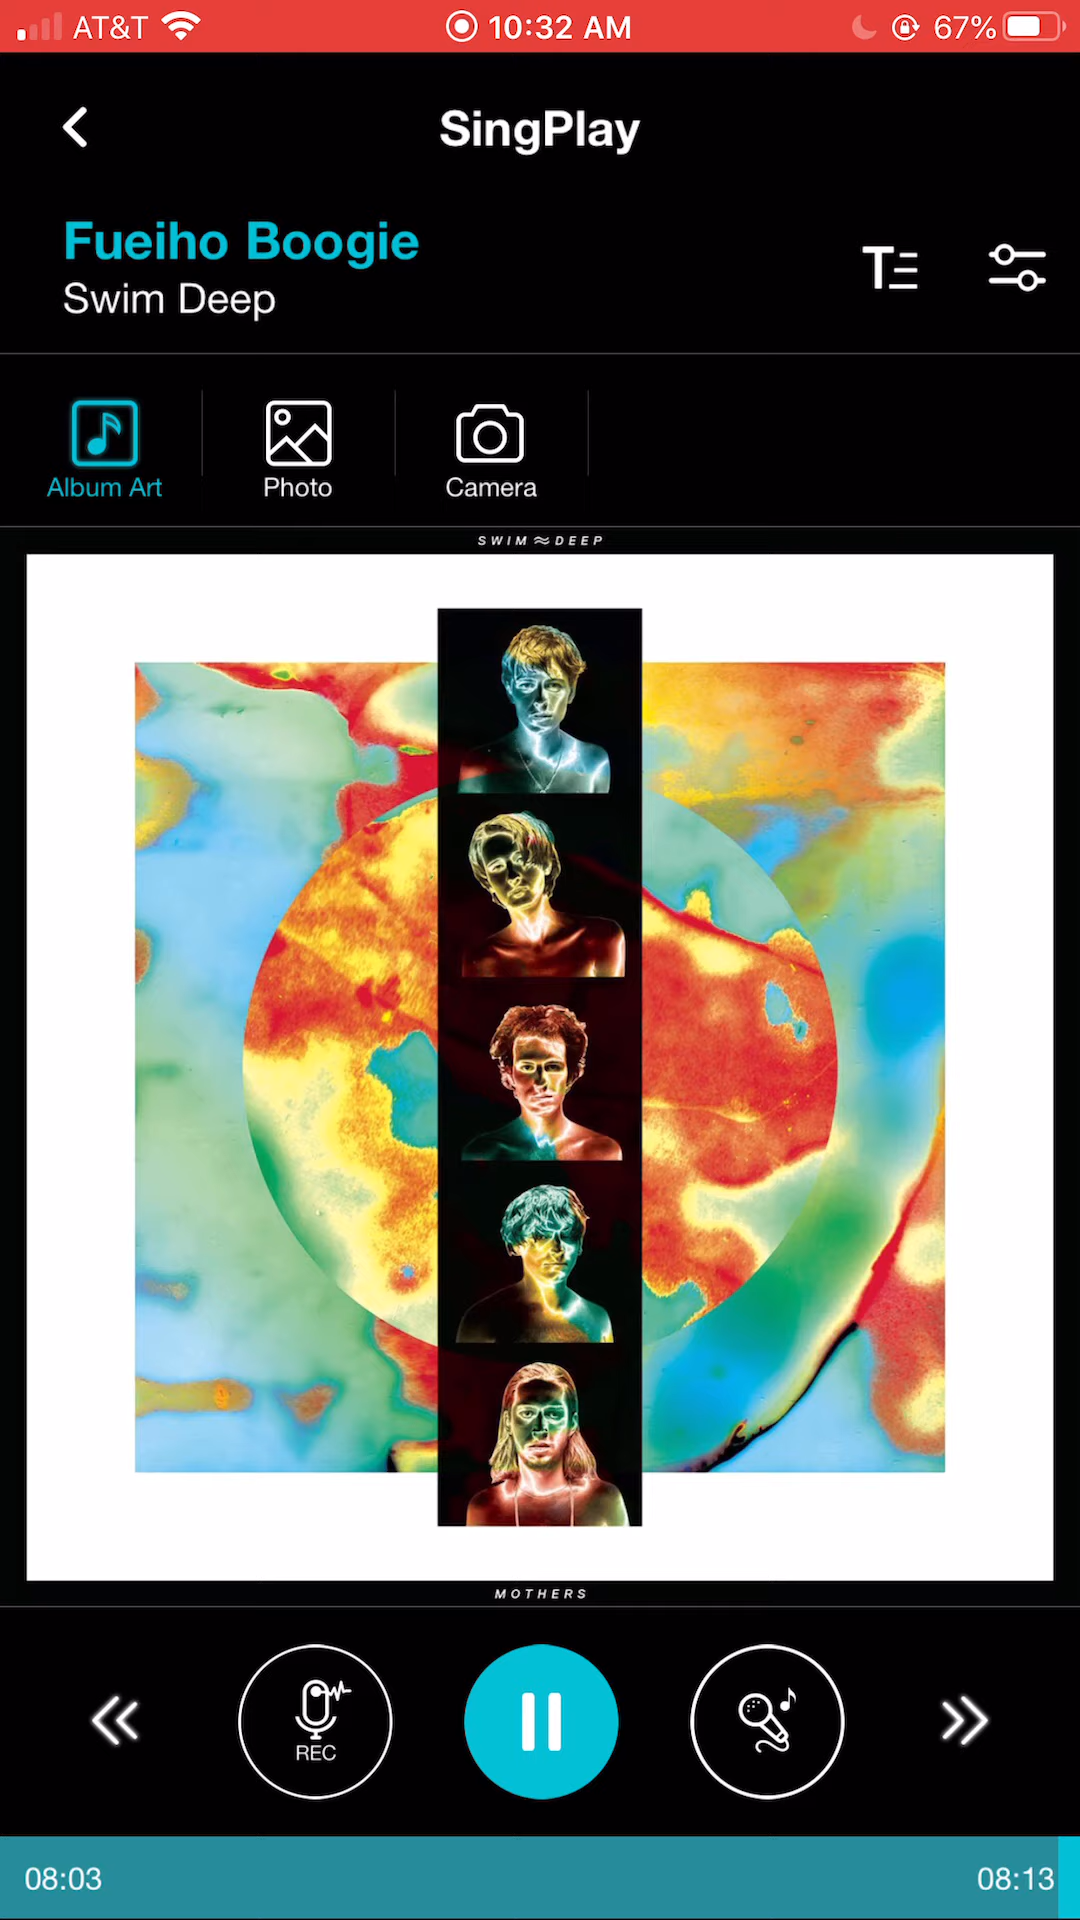 AT&T 10:32 AM 67%
SingPlay
Fueiho Boogie
Swim Deep
T
Album Art Photo Camera
SWIM≈DEEP
MOTHERS
REC
08:03 08:13